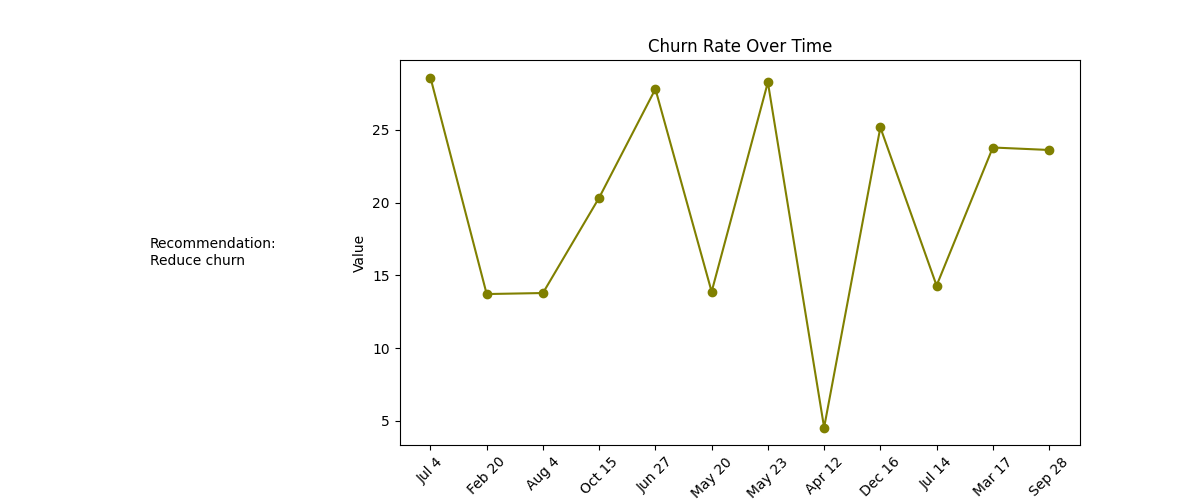 Churn Rate Over Time
Recommendation:
Reduce churn
Value
25
20
15
10
5
Jul 4
Feb 20
Aug 4
Oct 15
Jun 27
May 20
May 23
Apr 12
Dec 16
Jul 14
Mar 17
Sep 28